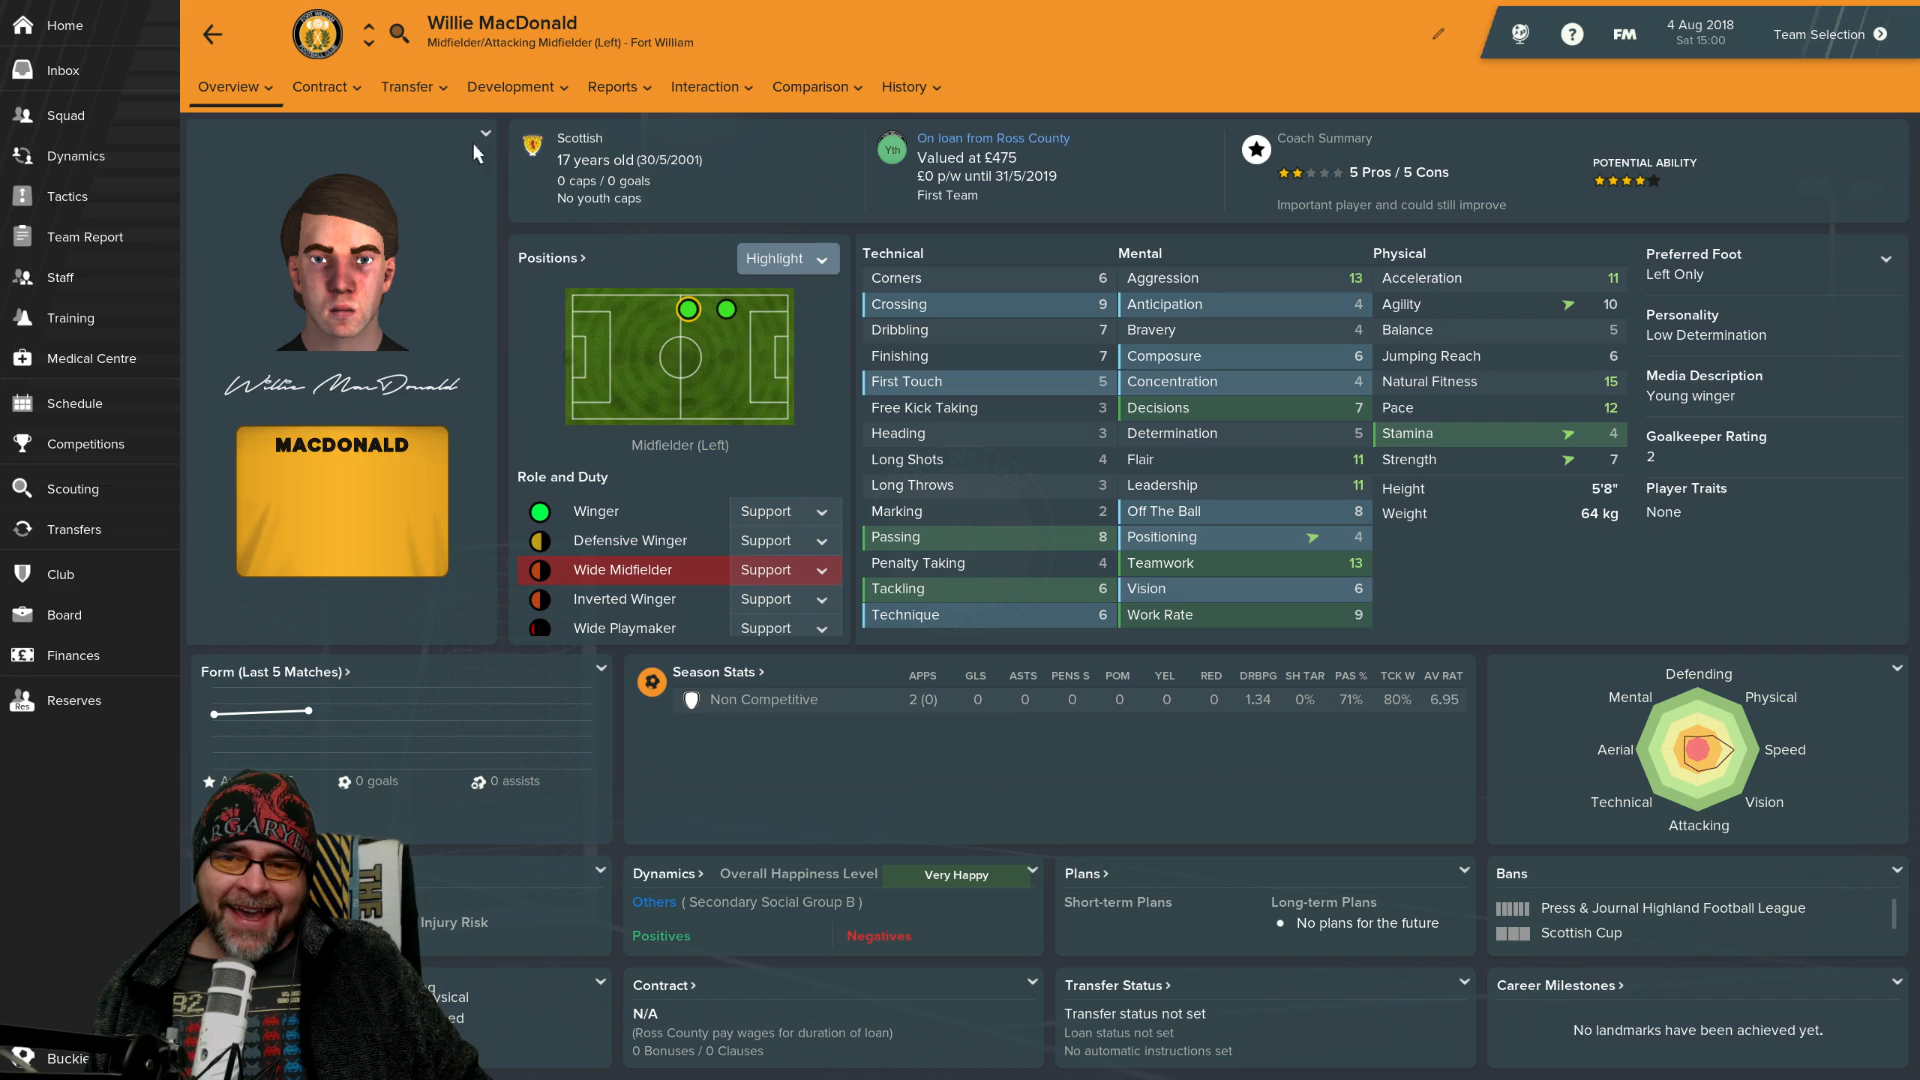 Home
Inbox
Squad
Dynamics
Tactics
Team Report
Staff
Training
Medical Centre
Schedule
Competitions
Scouting
Transfers
Club
Board
Finances
Res
Reserves
Willie MacDonald
Midfielder/Attacking Midfielder (Left) - Fort William
FM
4 Aug 2018
Sat 15:00
Team Selection
Overview
Contract
Transfer
Development
Reports
Interaction
Comparison
History
Willie MacDonald
MACDONALD
Scottish
17 years old (30/5/2001)
0 caps / 0 goals
No youth caps
Yth
On loan from Ross County
Valued at £475
£0 p/w until 31/5/2019
First Team
Coach Summary
5 Pros / 5 Cons
Important player and could still improve
POTENTIAL ABILITY
Positions >
Highlight
Midfielder (Left)
Role and Duty
Winger Support
Defensive Winger Support
Wide Midfielder Support
Inverted Winger Support
Wide Playmaker Support
Technical
Corners 6
Crossing 9
Dribbling 7
Finishing 7
First Touch 5
Free Kick Taking 3
Heading 3
Long Shots 4
Long Throws 3
Marking 2
Passing 8
Penalty Taking 4
Tackling 6
Technique 6
Mental
Aggression 13
Anticipation 4
Bravery 4
Composure 6
Concentration 4
Decisions 7
Determination 5
Flair 11
Leadership 11
Off The Ball 8
Positioning 4
Teamwork 13
Vision 6
Work Rate 9
Physical
Acceleration 11
Agility 10
Balance 5
Jumping Reach 6
Natural Fitness 15
Pace 12
Stamina 4
Strength 7
Height 5'8"
Weight 64 kg
Preferred Foot
Left Only
Personality
Low Determination
Media Description
Young winger
Goalkeeper Rating
2
Player Traits
None
Form (Last 5 Matches) >
0 goals
0 assists
Season Stats >
APPS GLS ASTS PENS S POM YEL RED DRBPG SH TAR PAS % TCK W AV RAT
Non Competitive 2 (0) 0 0 0 0 0 0 1.34 0% 71% 80% 6.95
Defending
Mental Physical
Aerial Speed
Technical Vision
Attacking
Injury Risk
Dynamics > Overall Happiness Level Very Happy
Others ( Secondary Social Group B )
Positives
Negatives
Plans >
Short-term Plans
Long-term Plans
No plans for the future
Bans
Press & Journal Highland Football League
Scottish Cup
Contract >
N/A
(Ross County pay wages for duration of loan)
0 Bonuses / 0 Clauses
Transfer Status >
Transfer status not set
Loan status not set
No automatic instructions set
Career Milestones >
No landmarks have been achieved yet.
ARGARYE
THE
92